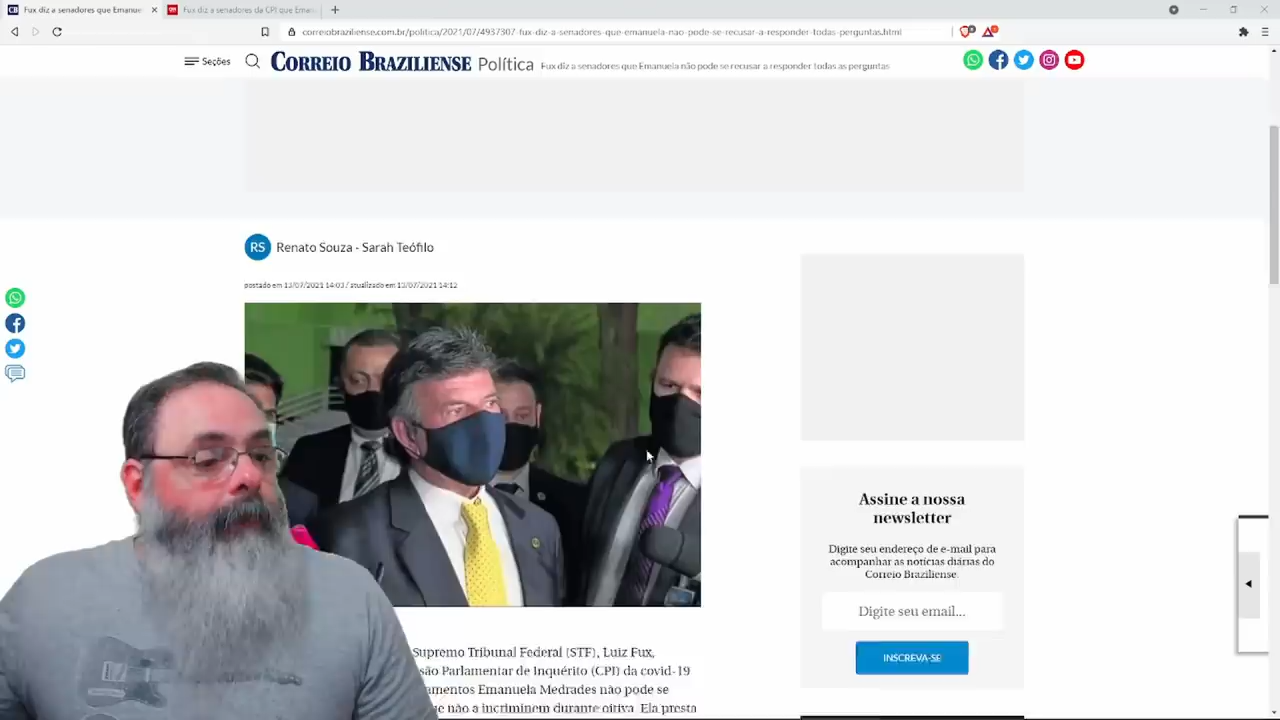 Fux diz a senadores que Emanuel
Fux diz a senadores da CPI que Eman
correiobraziliense.com.br/politica/2021/07/4937307-fux-diz-a-senadores-que-emanuela-nao-pode-se-recusar-a-responder-todas-perguntas.html
Seções
CORREIO BRAZILIENSE
Política
Fux diz a senadores que Emanuela não pode se recusar a responder todas as perguntas
RS
Renato Souza - Sarah Teófilo
postado em 13/07/2021 14:03 / atualizado em 13/07/2021 14:12
Assine a nossa
newsletter
Digite seu endereço de e-mail para
acompanhar as notícias diárias do
Correio Braziliense.
Digite seu email...
INSCREVA-SE
Supremo Tribunal Federal (STF), Luiz Fux,
são Parlamentar de Inquérito (CPI) da covid-19
amentos Emanuela Medrades não pode se
e não a incriminem durante oitiva. Ela presta